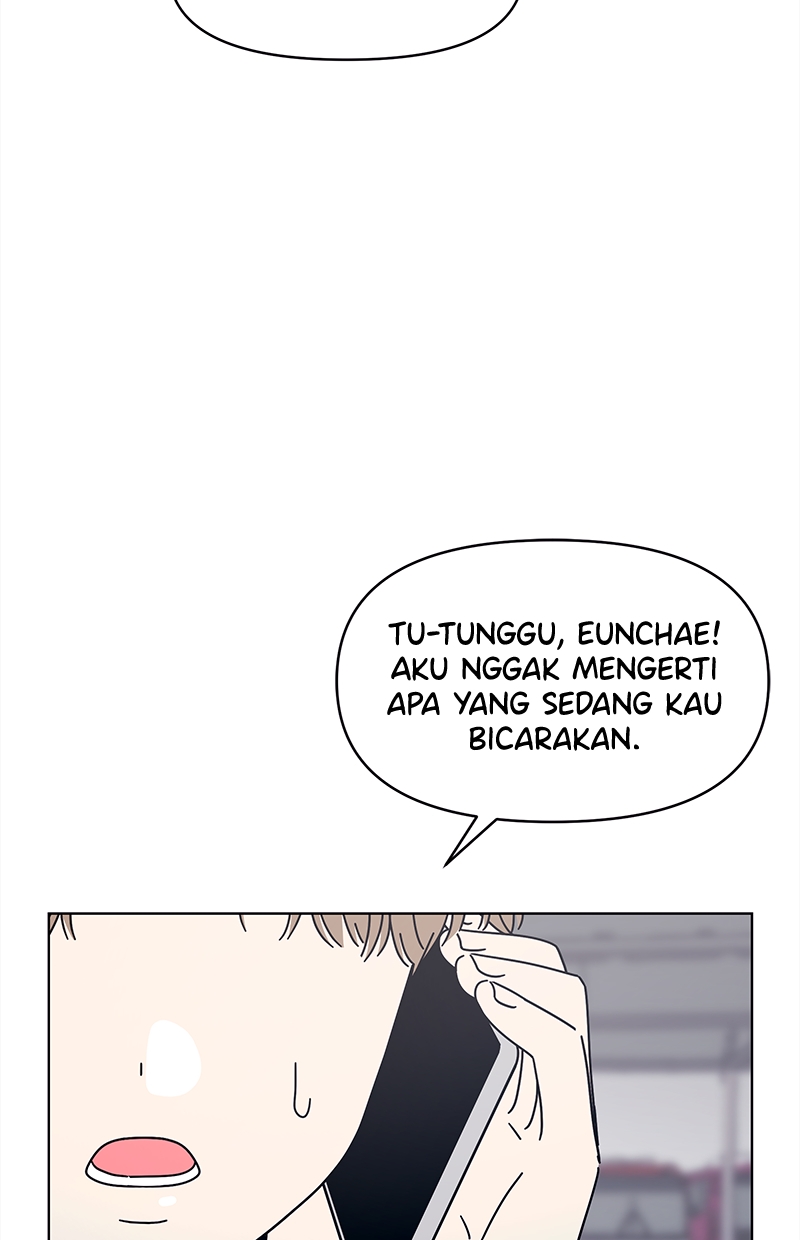 TU-TUNGGU, EUNCHAE!
AKU NGGAK MENGERTI
APA YANG SEDANG KAU
BICARAKAN.